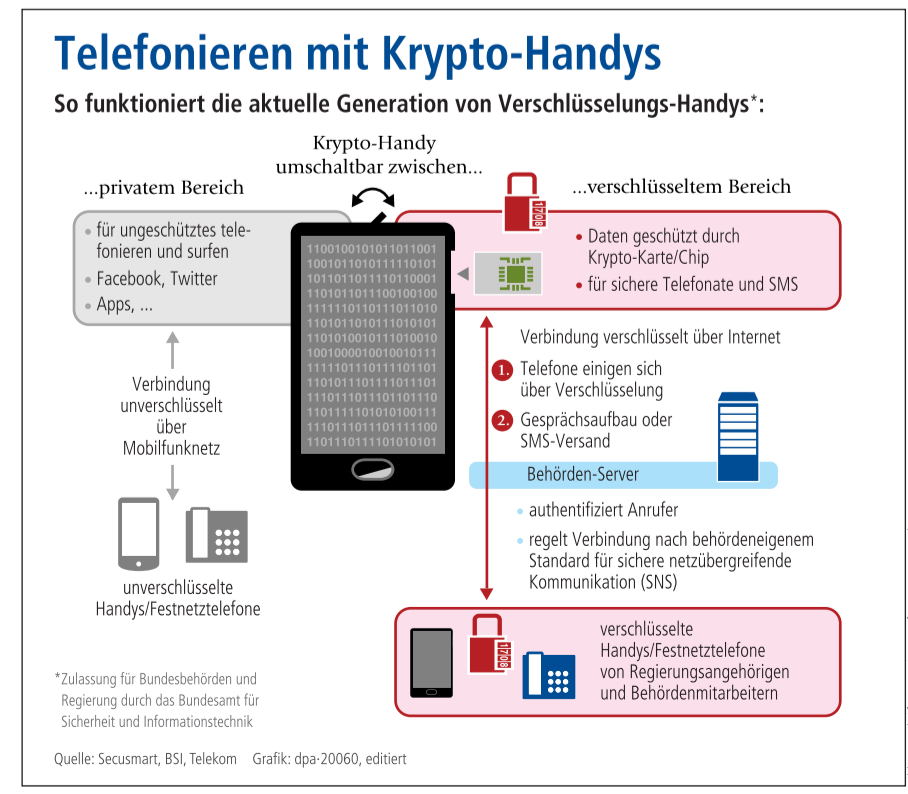 Telefonieren mit Krypto-Handys
So funktioniert die aktuelle Generation von Verschlüsselungs-Handys*:
Krypto-Handy
umschaltbar zwischen...
...privatem Bereich
für ungeschütztes tele-
fonieren und surfen
Facebook, Twitter
Apps, ...
...verschlüsseltem Bereich
1708
Daten geschützt durch
Krypto-Karte/Chip
für sichere Telefonate und SMS
1100100101011011001
1001011010111110101
1011011011110110001
1101011011100100100
1111110110111011010
1101011011011010101
1101010010111010010
1001000010010010111
1111101110111101101
1101011101111011101
1110111011101101110
1101111101010100111
1110110111011011100
1101110111101010101
Verbindung
unverschlüsselt
über
Mobilfunknetz
unverschlüsselte
Handys/Festnetztelefone
Verbindung verschlüsselt über Internet
1. Telefone einigen sich
über Verschlüsselung
2. Gesprächsaufbau oder
SMS-Versand
Behörden-Server
authentifiziert Anrufer
regelt Verbindung nach behördeneigenem
Standard für sichere netzübergreifende
Kommunikation (SNS)
1708
verschlüsselte
Handys/Festnetztelefone
von Regierungsangehörigen
und Behördenmitarbeitern
*Zulassung für Bundesbehörden und
Regierung durch das Bundesamt für
Sicherheit und Informationstechnik
Quelle: Secusmart, BSI, Telekom Grafik: dpa·20060, editiert